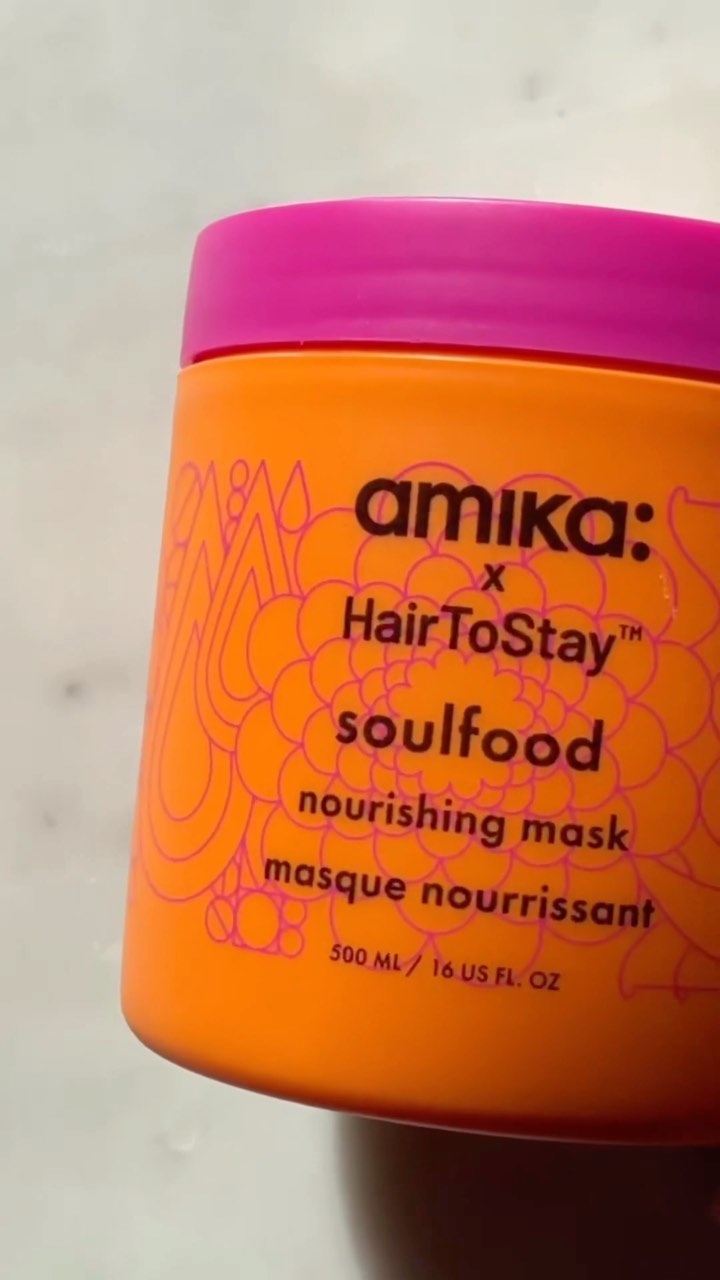 amika:
x
HairToStay™
soulfood
nourishing mask
masque nourrissant
500 ML / 16 US FL. OZ